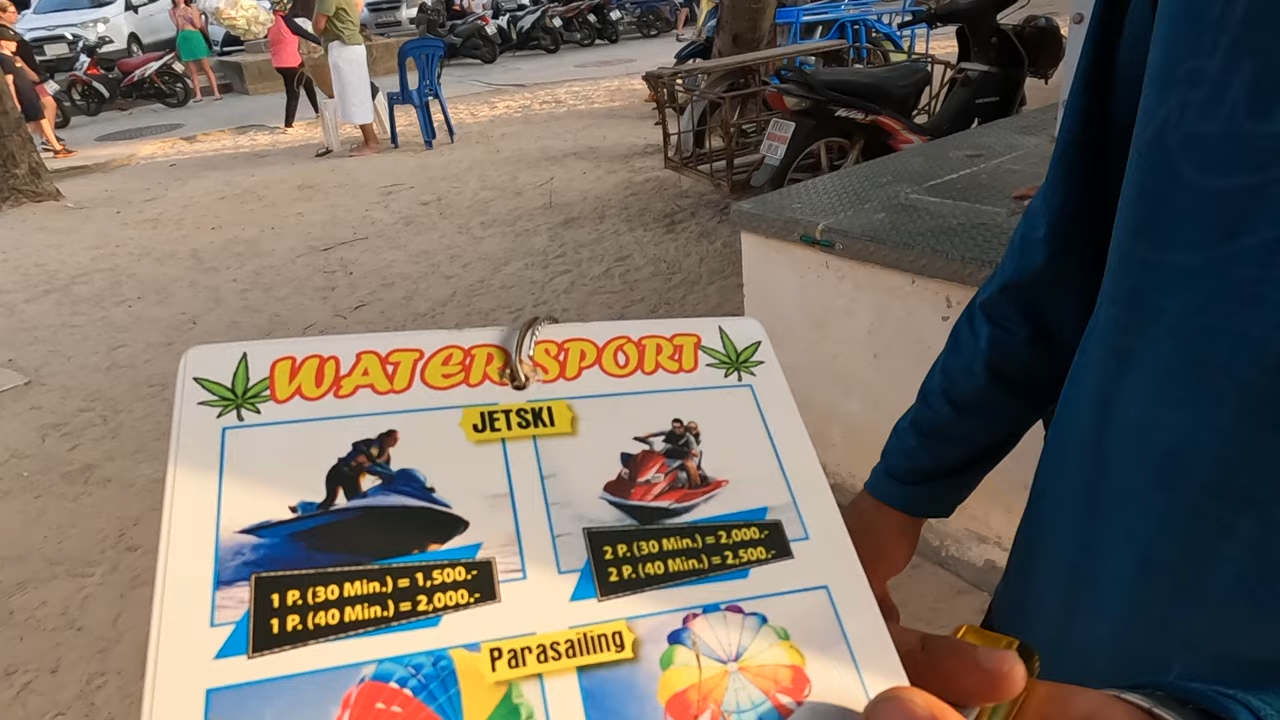 WATER SPORT
JETSKI
1 P. (30 Min.) = 1,500.-
1 P. (40 Min.) = 2,000.-
2 P. (30 Min.) = 2,000.-
2 P. (40 Min.) = 2,500.-
Parasailing